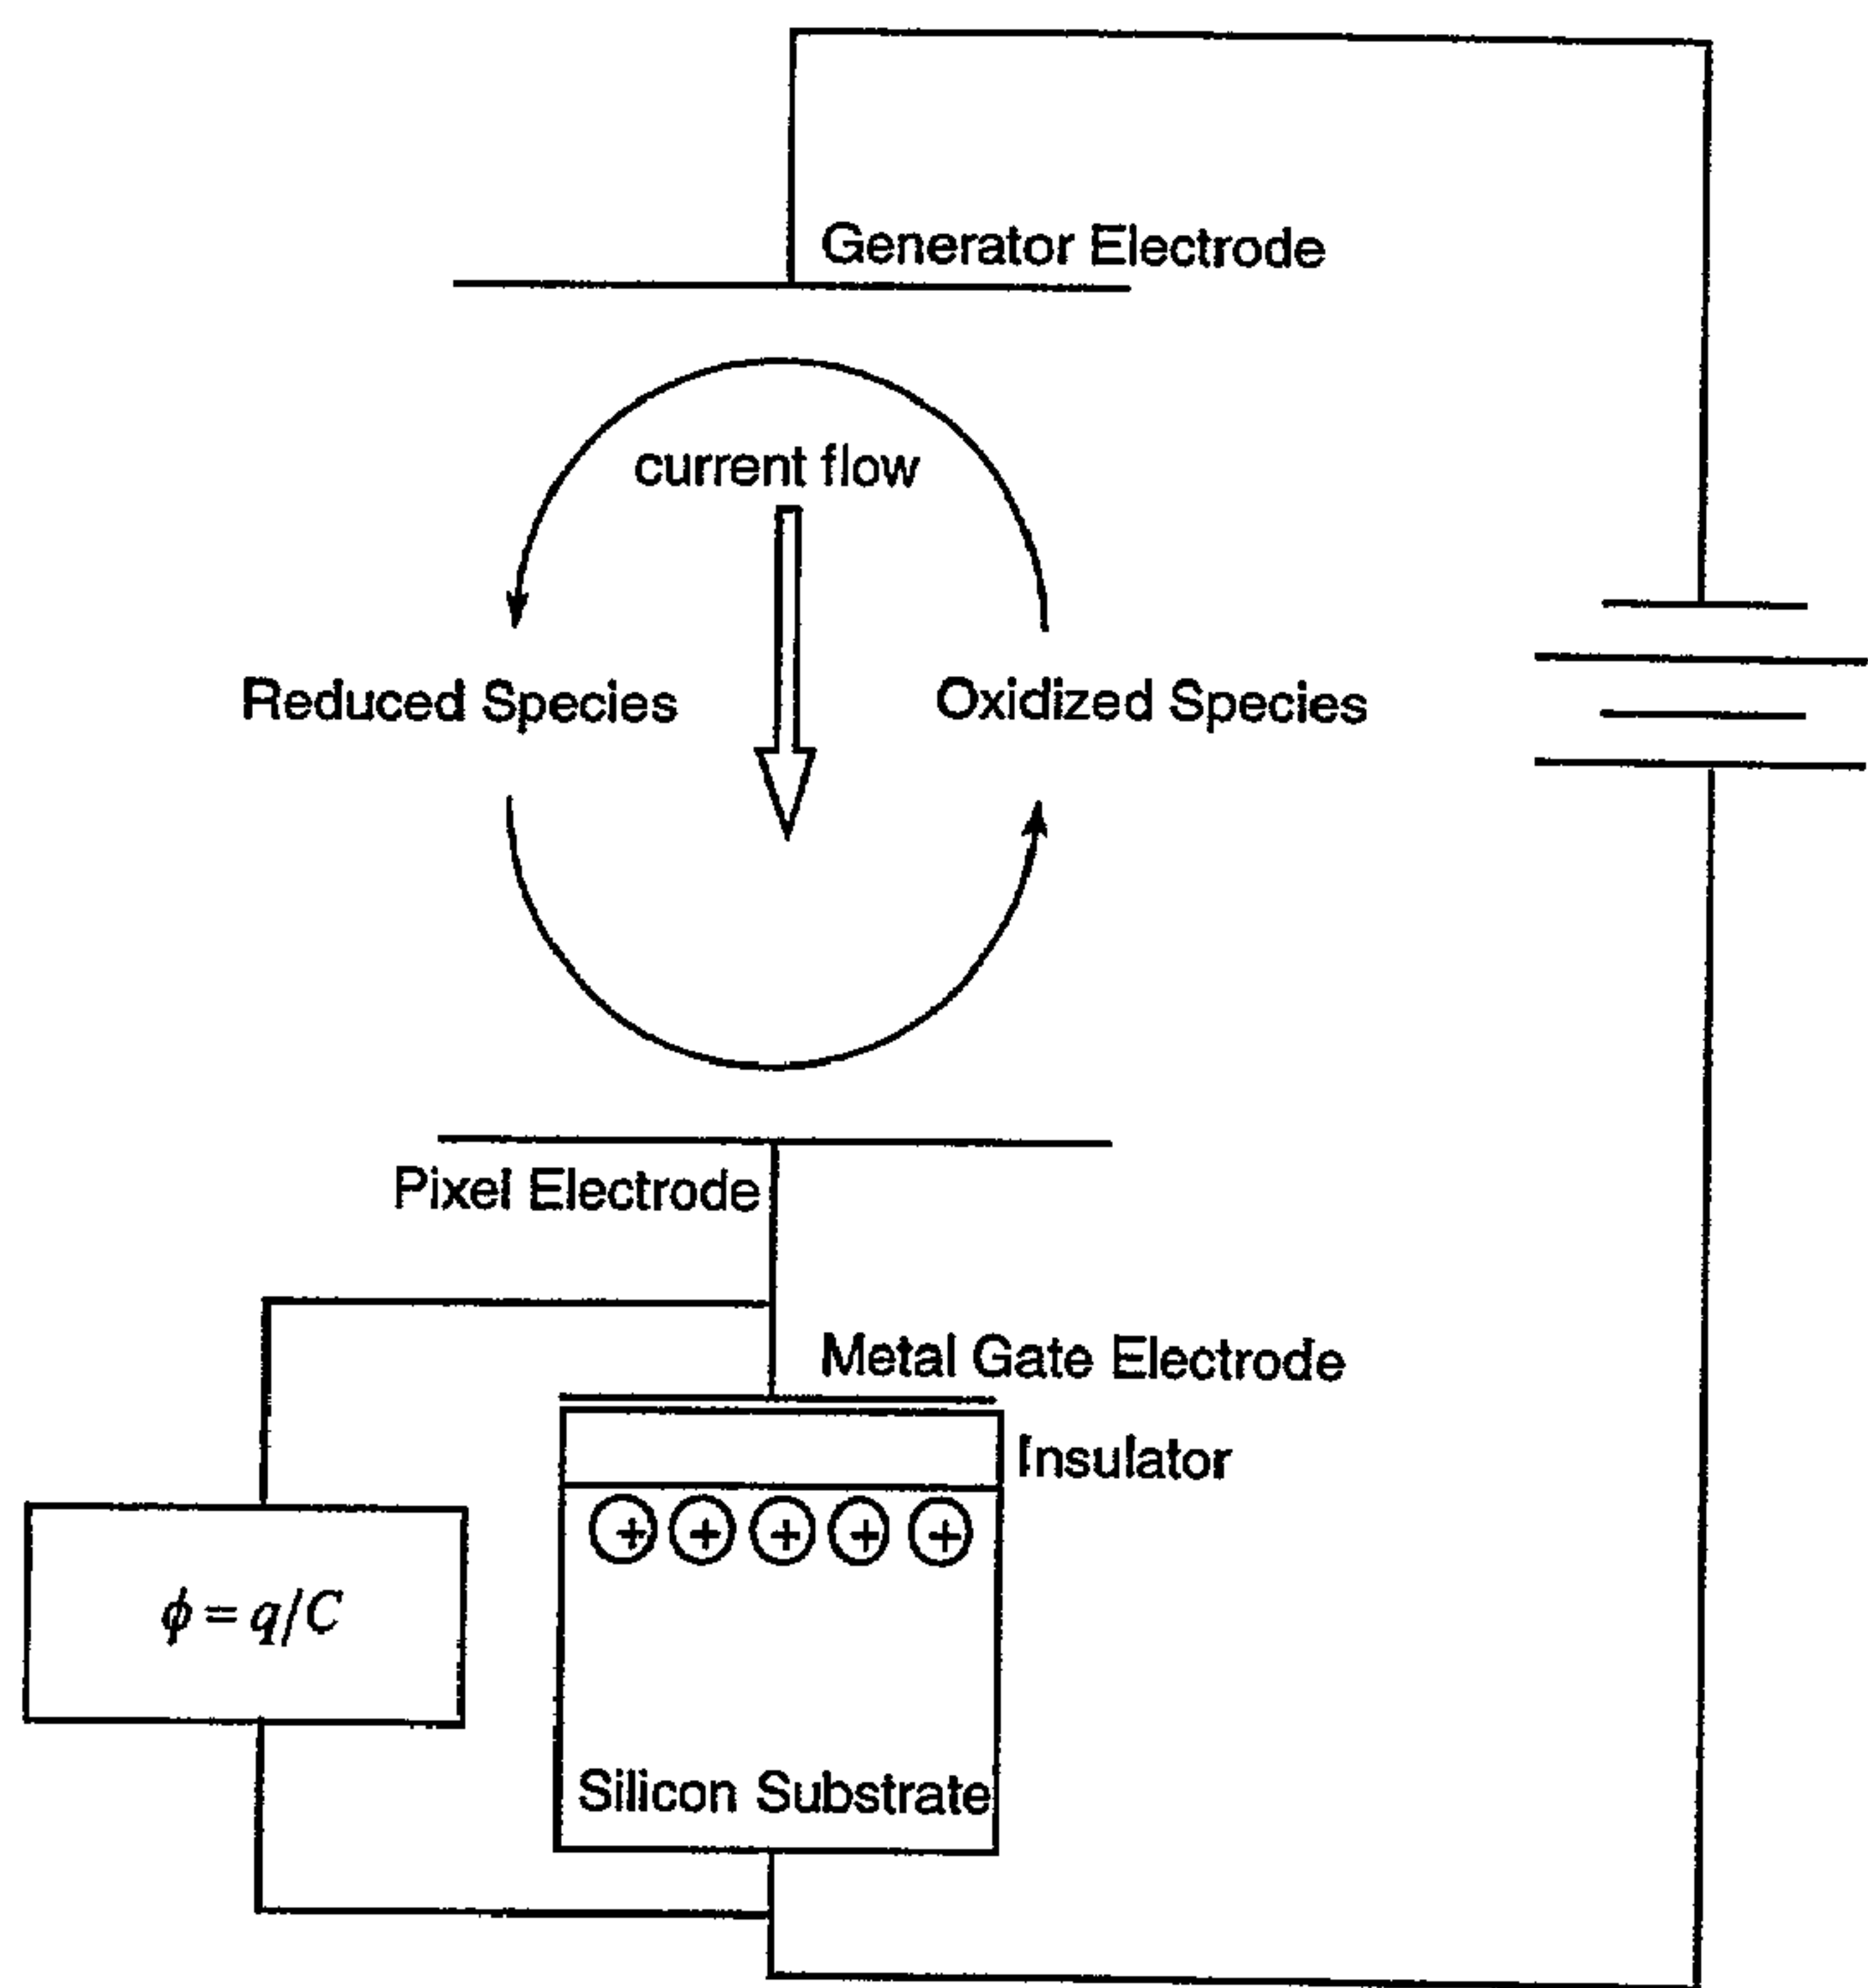 Generator Electrode
current flow
Reduced Species
Oxidized Species
Pixel Electrode
Metal Gate Electrode
Insulator
+ + + + +
ϕ = q/C
Silicon Substrate